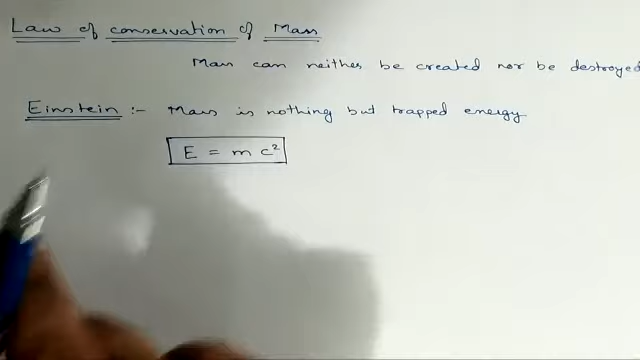 Law of conservation of Mass
Mass can neither be created nor be destroyed
Einstein :- Mass is nothing but trapped energy
E = mc²